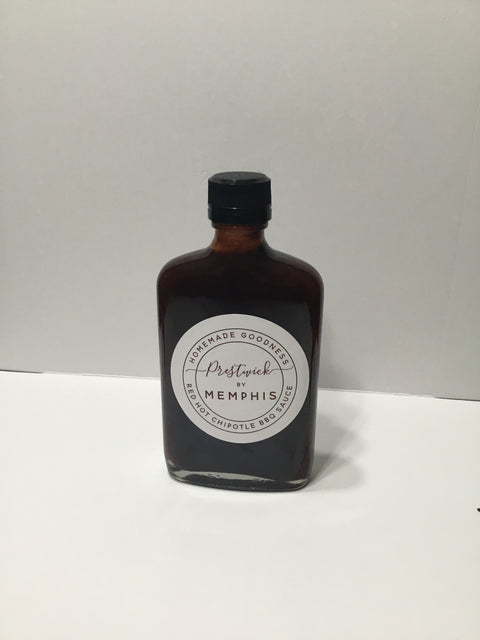 HOMEMADE GOODNESS
Prestwick
BY
MEMPHIS
RED HOT CHIPOTLE BBQ SAUCE